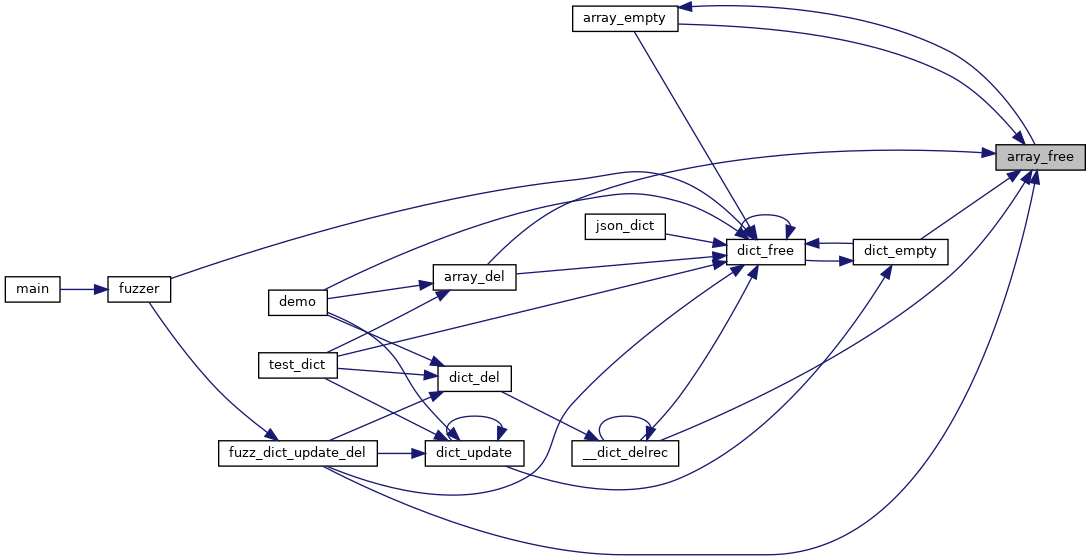 array_empty
array_free
json_dict
dict_free
dict_empty
array_del
main
fuzzer
demo
test_dict
dict_del
fuzz_dict_update_del
dict_update
__dict_delrec